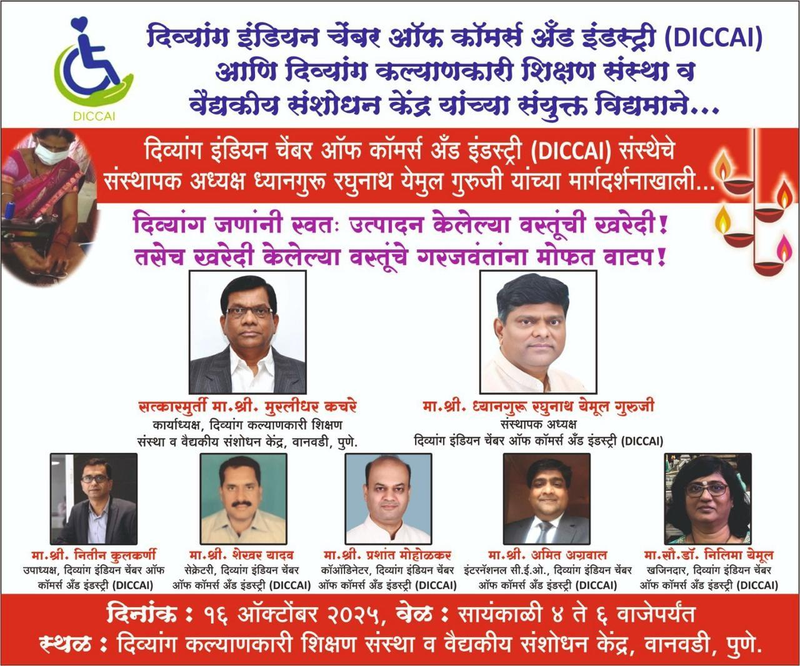 DICCAI
दिव्यांग इंडियन चेंबर ऑफ कॉमर्स अँड इंडस्ट्री (DICCAI)
आणि दिव्यांग कल्याणकारी शिक्षण संस्था व
वैद्यकीय संशोधन केंद्र यांच्या संयुक्त विद्यमाने...
दिव्यांग इंडियन चेंबर ऑफ कॉमर्स अँड इंडस्ट्री (DICCAI) संस्थेचे
संस्थापक अध्यक्ष ध्यानगुरू रघुनाथ येमुल गुरुजी यांच्या मार्गदर्शनाखाली...
दिव्यांग जणांनी स्वतः उत्पादन केलेल्या वस्तूंची खरेदी!
तसेच खरेदी केलेल्या वस्तूंचे गरजवंतांना मोफत वाटप!
सत्कारमुर्ती मा.श्री. मुरलीधर कचरे
कार्याध्यक्ष, दिव्यांग कल्याणकारी शिक्षण
संस्था व वैद्यकीय संशोधन केंद्र, वानवडी, पुणे.
मा.श्री. ध्यानगुरू रघुनाथ येमूल गुरुजी
संस्थापक अध्यक्ष
दिव्यांग इंडियन चेंबर ऑफ कॉमर्स अँड इंडस्ट्री (DICCAI)
मा.श्री. नितीन कुलकर्णी
उपाध्यक्ष, दिव्यांग इंडियन चेंबर ऑफ
कॉमर्स अँड इंडस्ट्री (DICCAI)
मा.श्री. शेखर यादव
सेक्रेटरी, दिव्यांग इंडियन चेंबर
ऑफ कॉमर्स अँड इंडस्ट्री (DICCAI)
मा.श्री. प्रशांत मोहोळकर
कॉऑर्डिनेटर, दिव्यांग इंडियन चेंबर
ऑफ कॉमर्स अँड इंडस्ट्री (DICCAI)
मा.श्री. अमित अग्रवाल
इंटरनॅशनल सी.ई.ओ., दिव्यांग इंडियन चेंबर
ऑफ कॉमर्स अँड इंडस्ट्री (DICCAI)
मा.सौ.डॉ. निलिमा येमूल
खजिनदार, दिव्यांग इंडियन चेंबर
ऑफ कॉमर्स अँड इंडस्ट्री (DICCAI)
दिनांक : १६ ऑक्टोंबर २०२५, वेळ : सायंकाळी ४ ते ६ वाजेपर्यंत
स्थळ : दिव्यांग कल्याणकारी शिक्षण संस्था व वैद्यकीय संशोधन केंद्र, वानवडी, पुणे.